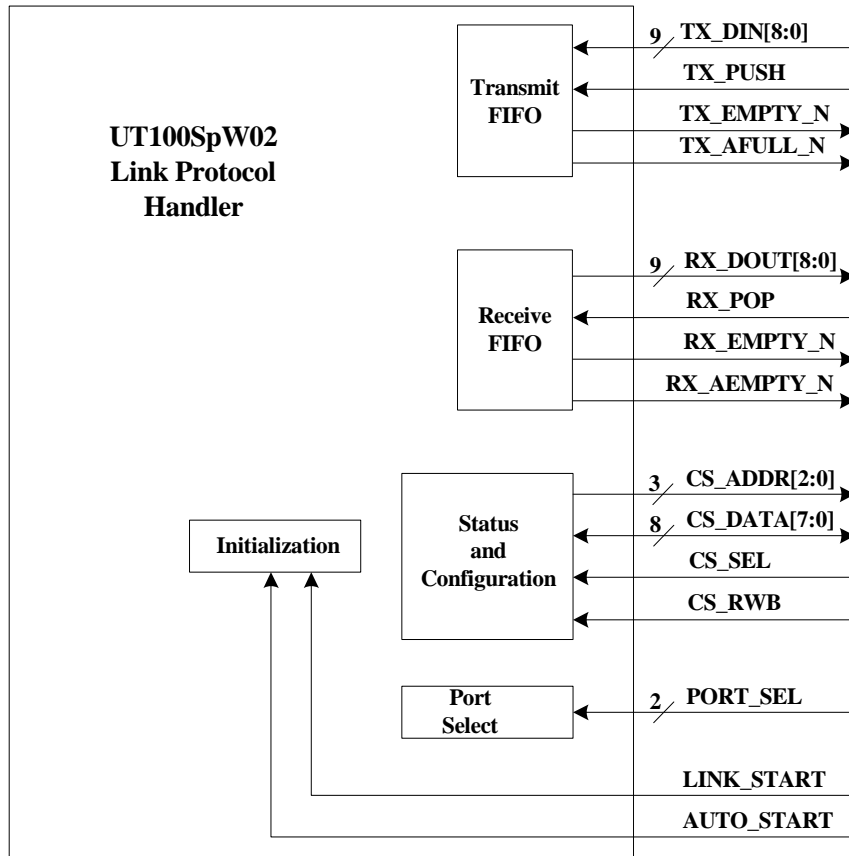 UT100SpW02
Link Protocol
Handler
Transmit
FIFO
9 TX_DIN[8:0]
TX_PUSH
TX_EMPTY_N
TX_AFULL_N
Receive
FIFO
9 RX_DOUT[8:0]
RX_POP
RX_EMPTY_N
RX_AEMPTY_N
Initialization
Status
and
Configuration
3 CS_ADDR[2:0]
8 CS_DATA[7:0]
CS_SEL
CS_RWB
Port
Select
2 PORT_SEL
LINK_START
AUTO_START